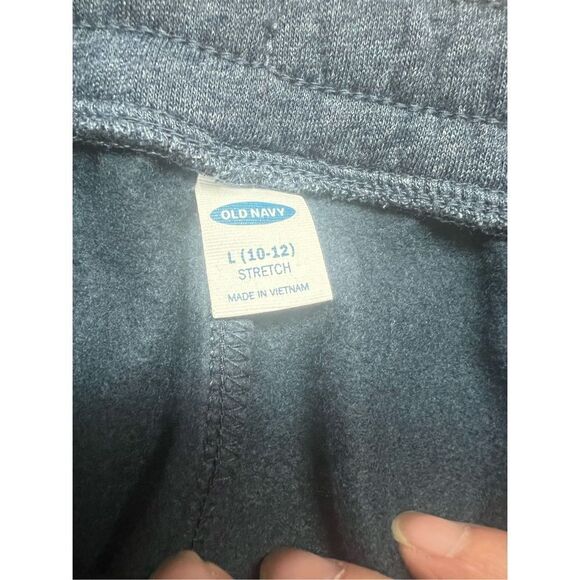 OLD NAVY
L (10-12)
STRETCH
MADE IN VIETNAM